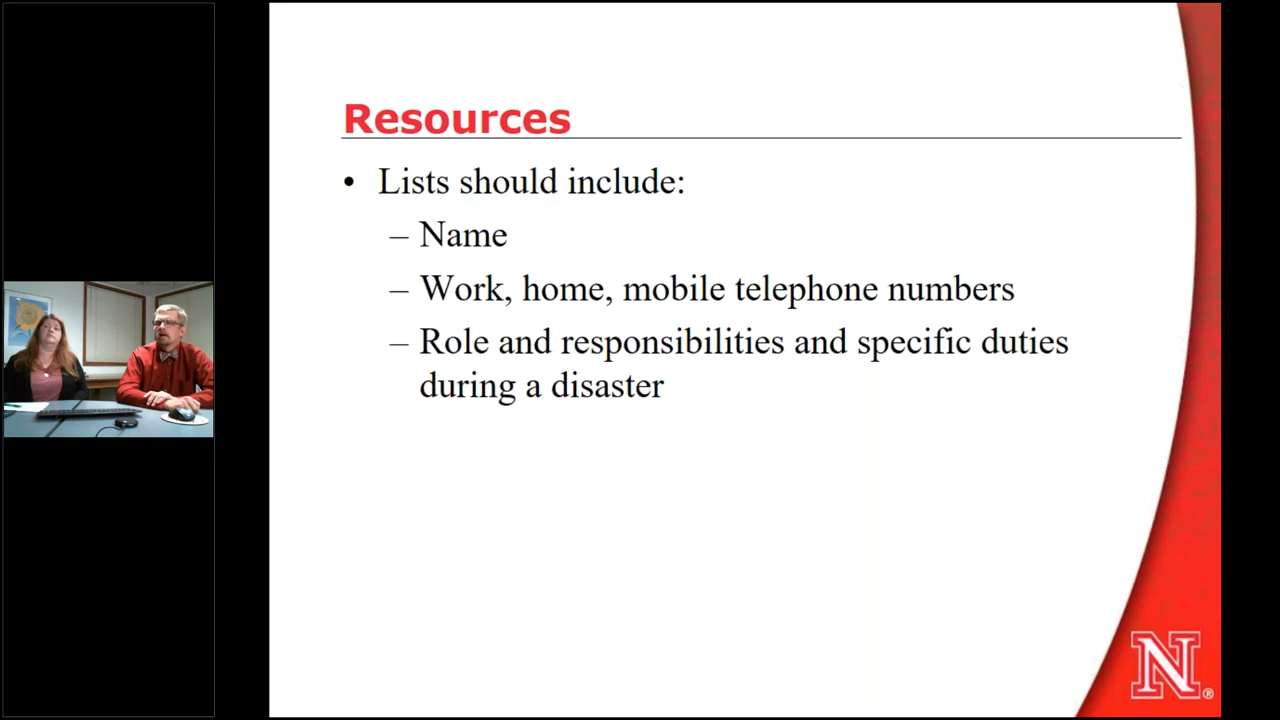 Resources
• Lists should include:
– Name
– Work, home, mobile telephone numbers
– Role and responsibilities and specific duties
during a disaster
N®